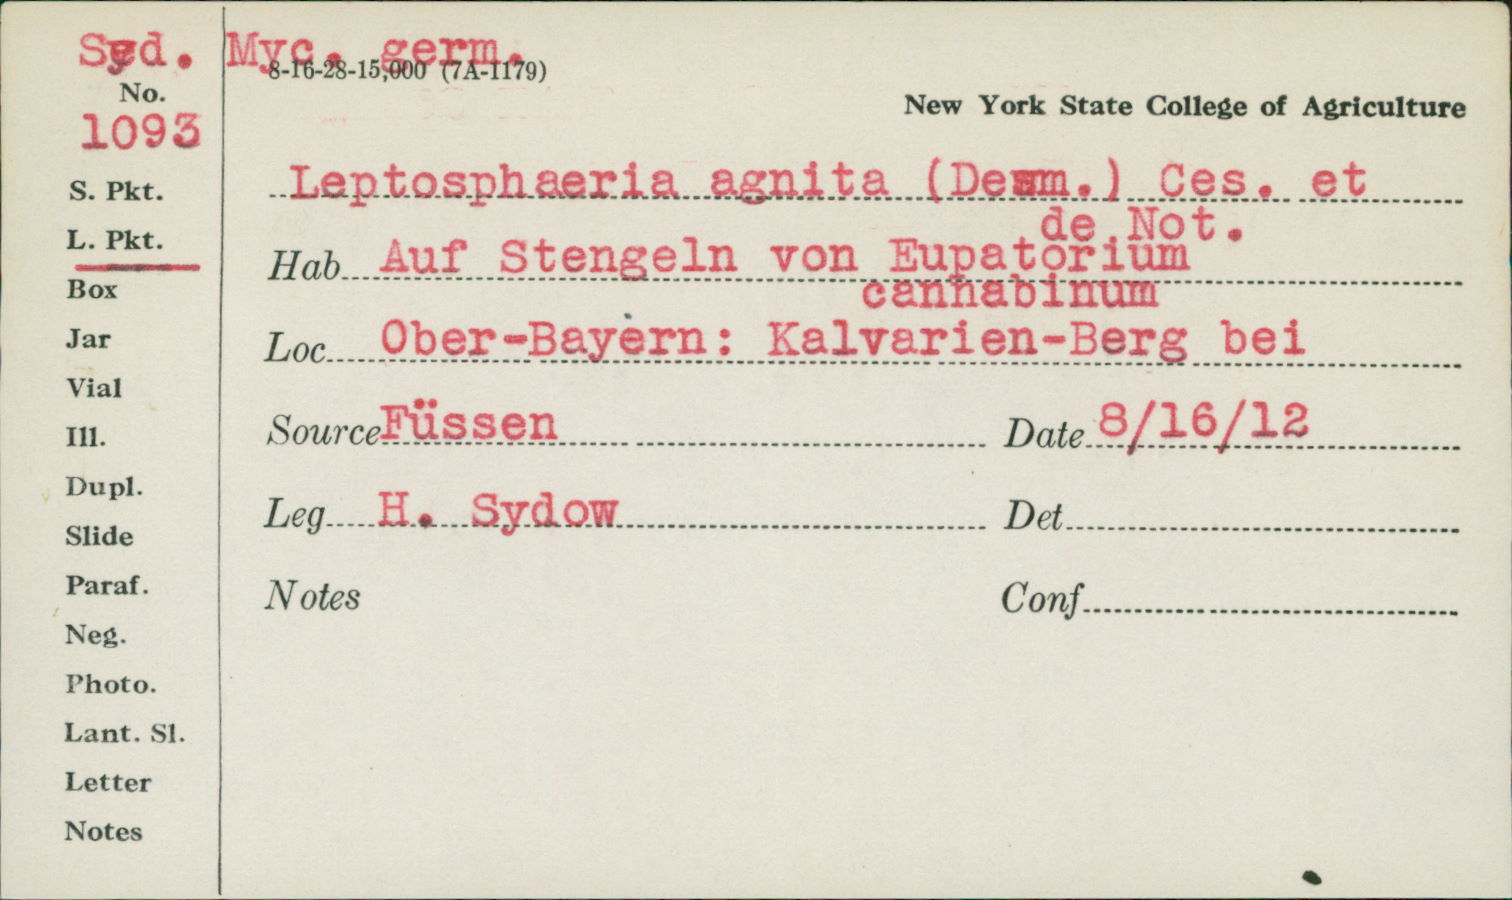 Syd. Myc. germ.
8-16-28-15,000 (7A-1179)
No.
1093
New York State College of Agriculture
S. Pkt.
L. Pkt.
Box
Jar
Vial
Ill.
Dupl.
Slide
Paraf.
Neg.
Photo.
Lant. Sl.
Letter
Notes
Leptosphaeria agnita (Desm.) Ces. et
de Not.
Hab. Auf Stengeln von Eupatorium
cannabinum
Loc. Ober-Bayern: Kalvarien-Berg bei
Source Füssen Date 8/16/12
Leg. H. Sydow Det.
Notes Conf.